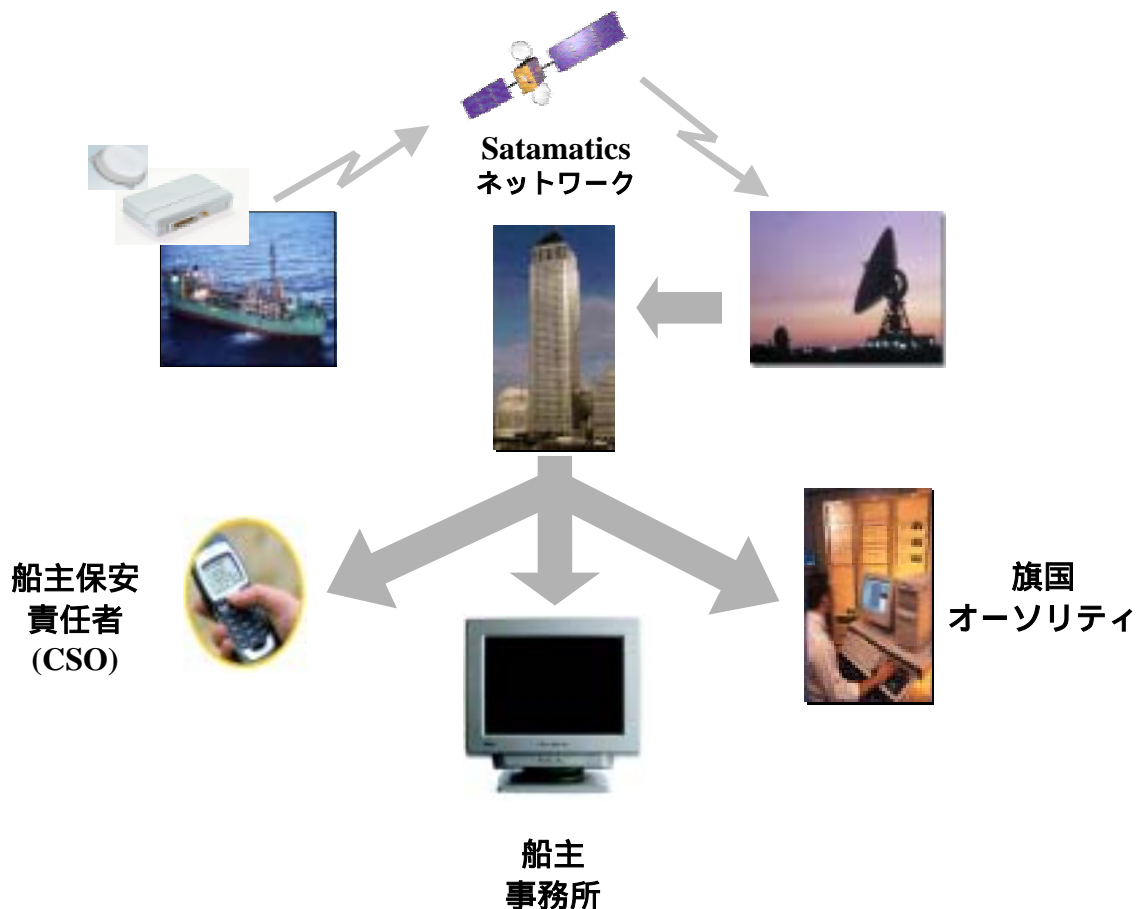 Satamatics
ネットワーク
船主保安
責任者
(CSO)
旗国
オーソリティ
船主
事務所